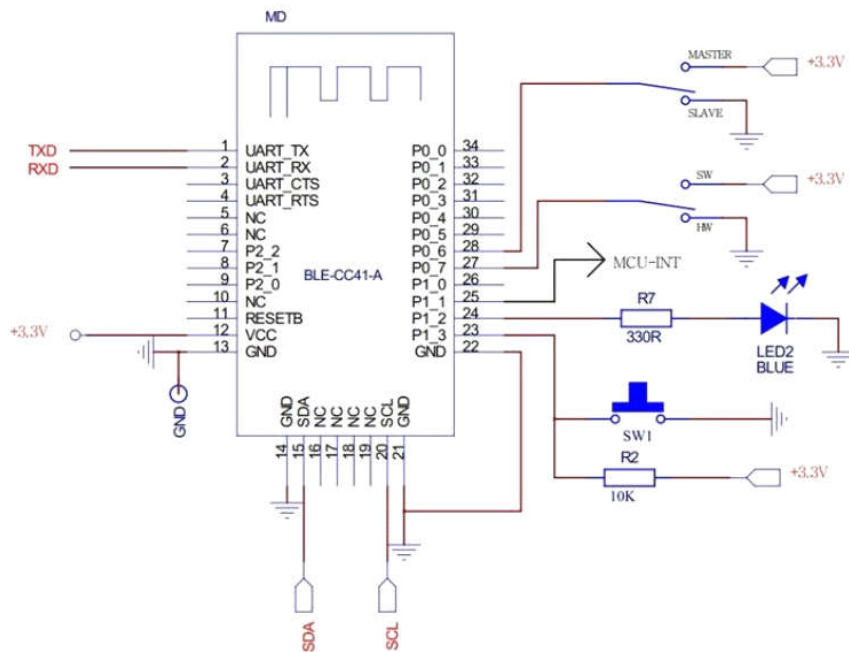 MD
MASTER
+3.3V
SLAVE
TXD
1
UART_TX
P0_0
34
RXD
2
UART_RX
P0_1
33
3
UART_CTS
P0_2
32
4
UART_RTS
P0_3
31
SW
+3.3V
5
NC
P0_4
30
6
NC
P0_5
29
HW
7
P2_2
P0_6
28
8
P2_1
BLE-CC41-A
P0_7
27
MCU-INT
9
P2_0
P1_0
26
10
NC
P1_1
25
11
RESETB
P1_2
24
R7
330R
+3.3V
12
VCC
P1_3
23
13
GND
GND
22
LED2
BLUE
GND
GND
SDA
NC
NC
NC
NC
SCL
GND
14
15
16
17
18
19
20
21
SW1
R2
10K
+3.3V
SDA
SCL